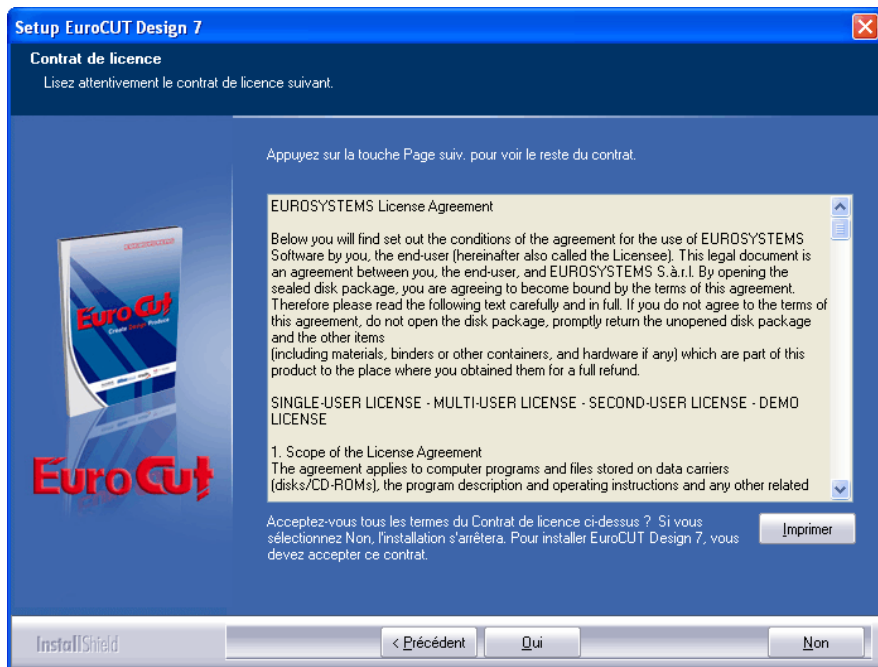 Setup EuroCUT Design 7
Contrat de licence
Lisez attentivement le contrat de licence suivant.
Appuyez sur la touche Page suiv. pour voir le reste du contrat.
EUROSYSTEMS License Agreement
Below you will find set out the conditions of the agreement for the use of EUROSYSTEMS
Software by you, the end-user (hereinafter also called the Licensee). This legal document is
an agreement between you, the end-user, and EUROSYSTEMS S.à.r.l. By opening the
sealed disk package, you are agreeing to become bound by the terms of this agreement.
Therefore please read the following text carefully and in full. If you do not agree to the terms of
this agreement, do not open the disk package, promptly return the unopened disk package
and the other items
(including materials, binders or other containers, and hardware if any) which are part of this
product to the place where you obtained them for a full refund.
SINGLE-USER LICENSE - MULTI-USER LICENSE - SECOND-USER LICENSE - DEMO
LICENSE
1. Scope of the License Agreement
The agreement applies to computer programs and files stored on data carriers
(disks/CD-ROMs), the program description and operating instructions and any other related
Euro Cut
Create Design Produce
Euro Cut
Acceptez-vous tous les termes du Contrat de licence ci-dessus ? Si vous
sélectionnez Non, l'installation s'arrêtera. Pour installer EuroCUT Design 7, vous
devez accepter ce contrat.
Imprimer
InstallShield
< Précédent
Oui
Non